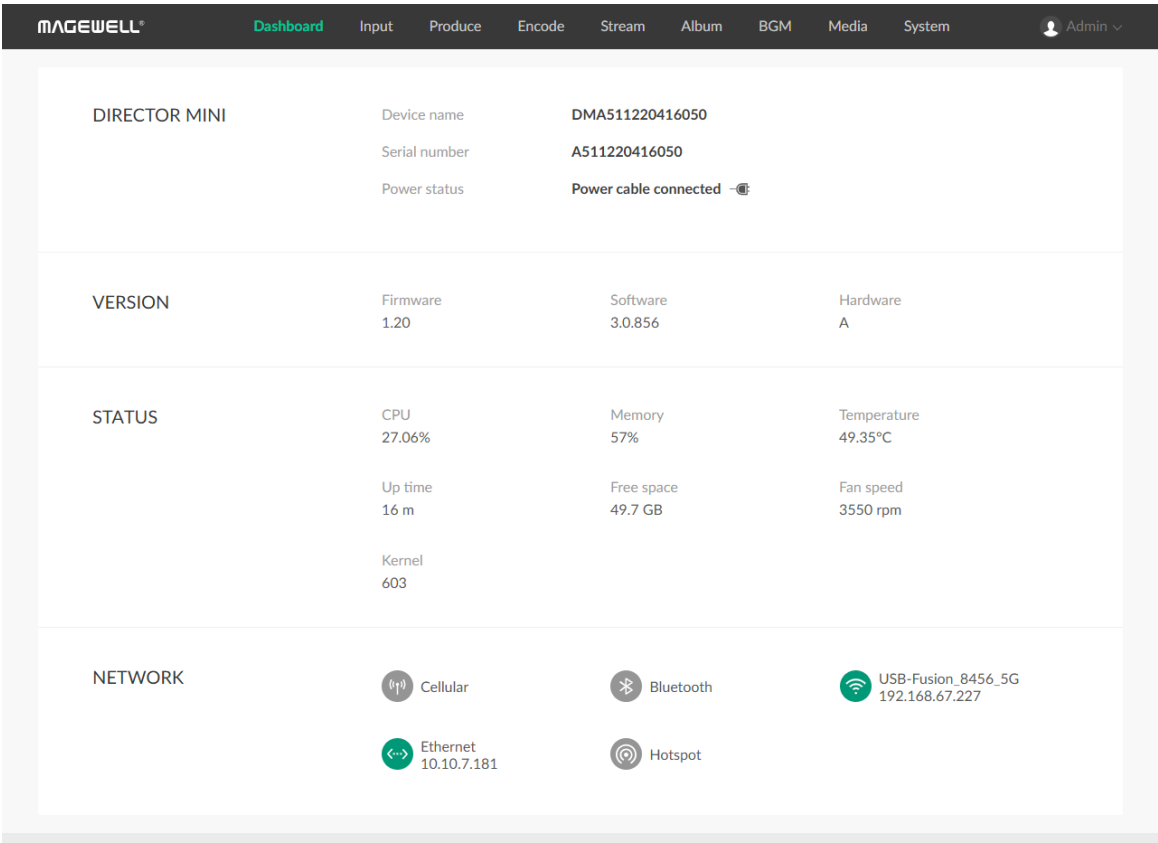 MAGEWELL®
Dashboard Input Produce Encode Stream Album BGM Media System Admin
DIRECTOR MINI
Device name DMA511220416050
Serial number A511220416050
Power status Power cable connected
VERSION
Firmware Software Hardware
1.20 3.0.856 A
STATUS
CPU Memory Temperature
27.06% 57% 49.35°C
Up time Free space Fan speed
16 m 49.7 GB 3550 rpm
Kernel
603
NETWORK
Cellular
Bluetooth
USB-Fusion_8456_5G
192.168.67.227
Ethernet
10.10.7.181
Hotspot